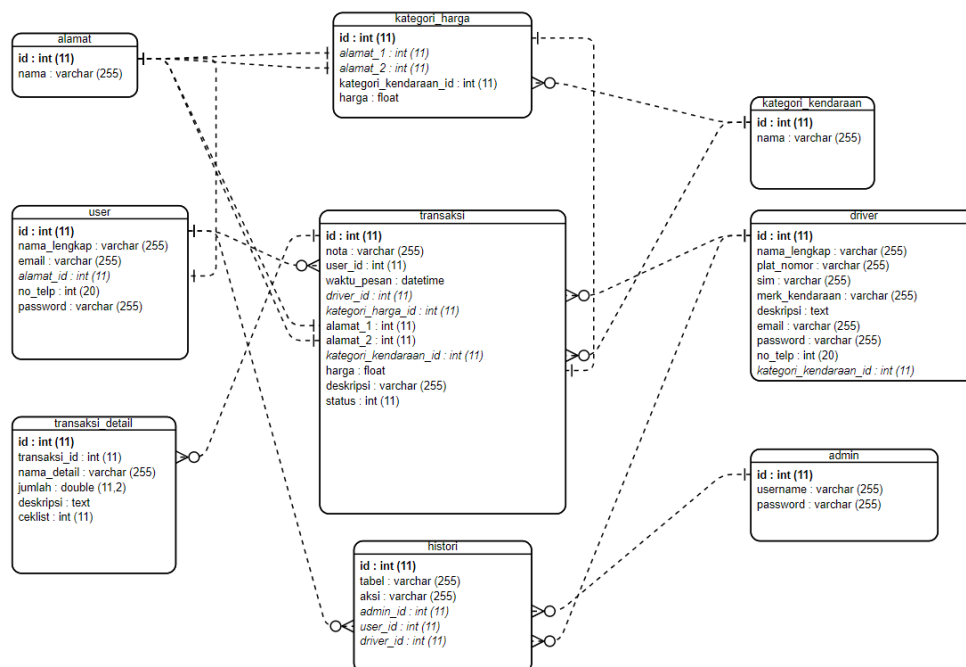 kategori_harga
id : int (11)
alamat_1 : int (11)
alamat_2 : int (11)
kategori_kendaraan_id : int (11)
harga : float
alamat
id : int (11)
nama : varchar (255)
kategori_kendaraan
id : int (11)
nama : varchar (255)
user
id : int (11)
nama_lengkap : varchar (255)
email : varchar (255)
alamat_id : int (11)
no_telp : int (20)
password : varchar (255)
transaksi
id : int (11)
nota : varchar (255)
user_id : int (11)
waktu_pesan : datetime
driver_id : int (11)
kategori_harga_id : int (11)
alamat_1 : int (11)
alamat_2 : int (11)
kategori_kendaraan_id : int (11)
harga : float
deskripsi : varchar (255)
status : int (11)
driver
id : int (11)
nama_lengkap : varchar (255)
plat_nomor : varchar (255)
sim : varchar (255)
merk_kendaraan : varchar (255)
deskripsi : text
email : varchar (255)
password : varchar (255)
no_telp : int (20)
kategori_kendaraan_id : int (11)
transaksi_detail
id : int (11)
transaksi_id : int (11)
nama_detail : varchar (255)
jumlah : double (11,2)
deskripsi : text
ceklist : int (11)
admin
id : int (11)
username : varchar (255)
password : varchar (255)
histori
id : int (11)
tabel : varchar (255)
aksi : varchar (255)
admin_id : int (11)
user_id : int (11)
driver_id : int (11)